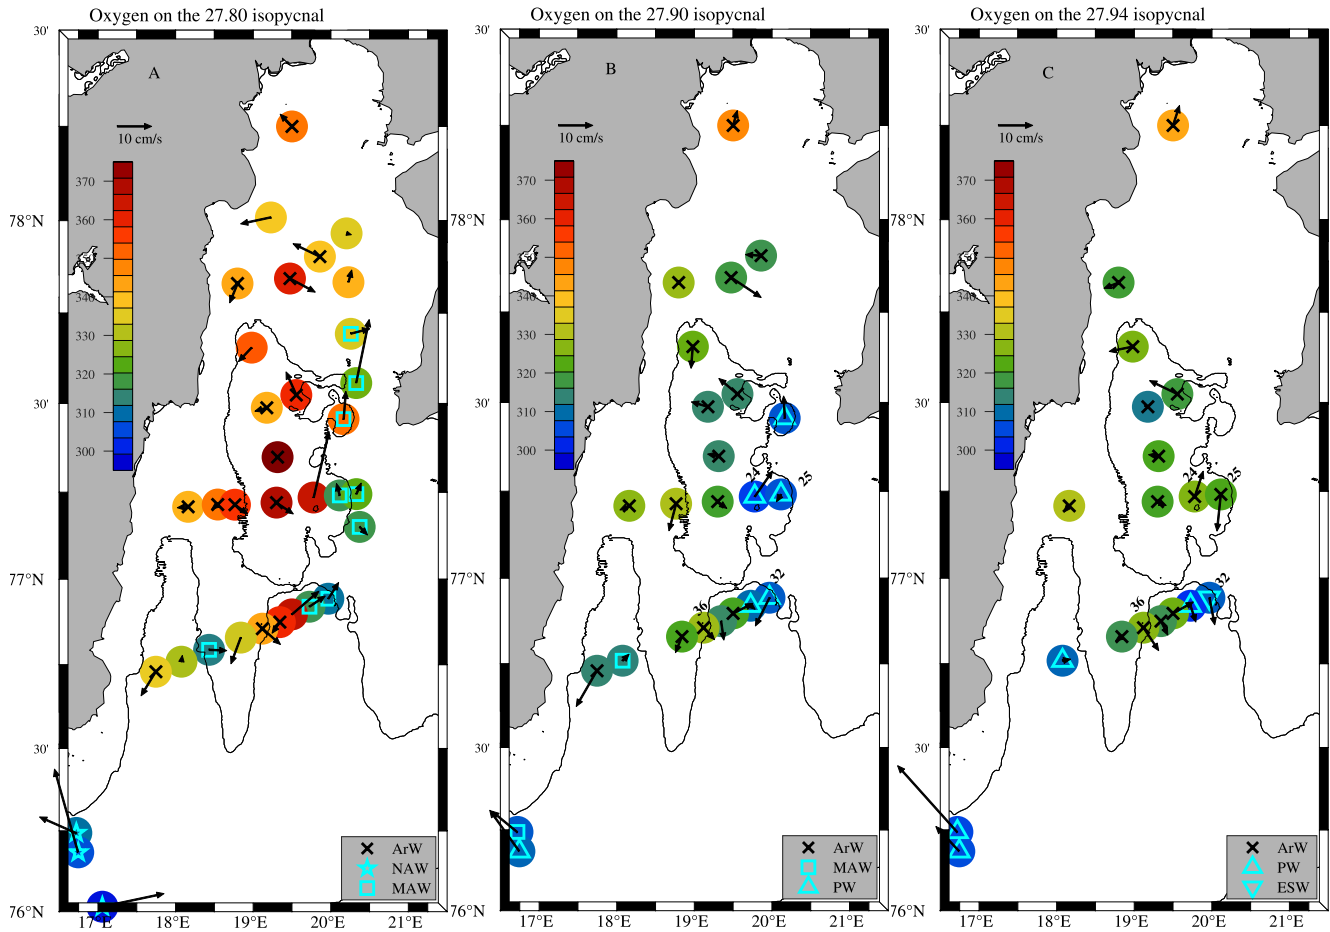 Oxygen on the 27.80 isopycnal
30'
A
10 cm/s
370
360
340
330
320
310
300
78°N
30'
77°N
30'
76°N
17°E
18°E
19°E
20°E
21°E
ArW
NAW
MAW
Oxygen on the 27.90 isopycnal
30'
B
10 cm/s
370
360
340
330
320
310
300
78°N
30'
24
25
77°N
32
36
30'
76°N
17°E
18°E
19°E
20°E
21°E
ArW
MAW
PW
Oxygen on the 27.94 isopycnal
30'
C
10 cm/s
370
360
340
330
320
310
300
78°N
30'
24
25
77°N
32
36
30'
76°N
17°E
18°E
19°E
20°E
21°E
ArW
PW
ESW